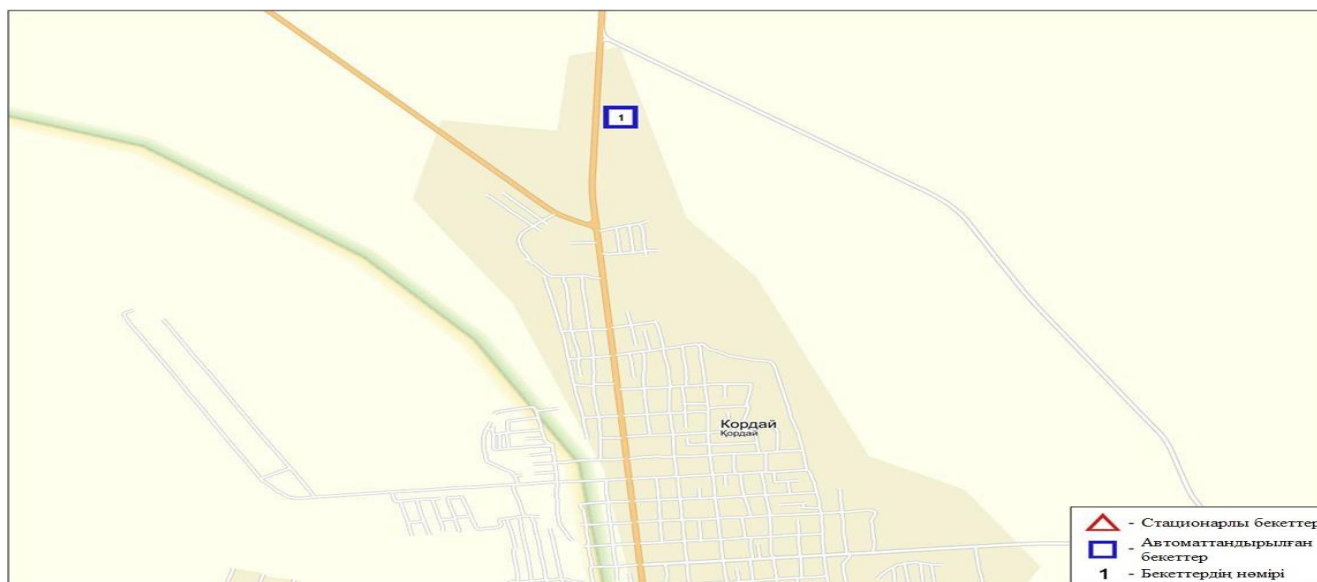 1
Кордай
Қордай
- Стационарлы бекеттер
- Автоматтандырылған
бекеттер
1 - Бекеттердің нөмірі